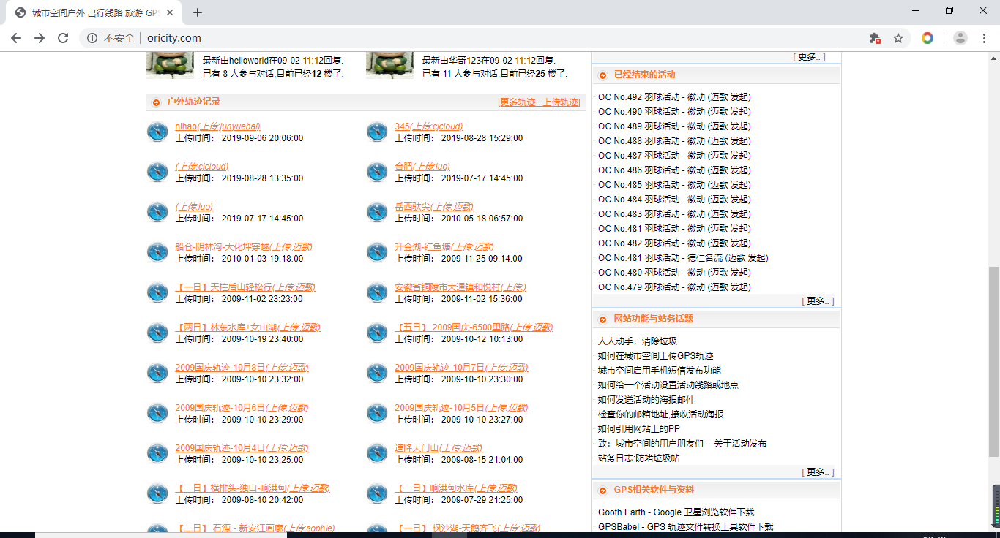 城市空间户外 出行线路 旅游 GPS
不安全
oricity.com
最新由helloworld在09-02 11:12回复.
已有 8 人参与对话,目前已经12 楼了.
最新由华哥123在09-02 11:12回复.
已有 11 人参与对话,目前已经25 楼了.
户外轨迹记录
[更多轨迹...上传轨迹]
nihao(上传:junyuebai)
上传时间： 2019-09-06 20:06:00
345(上传:cjcloud)
上传时间： 2019-08-28 15:29:00
(上传:cjcloud)
上传时间： 2019-08-28 13:35:00
合肥(上传:luo)
上传时间： 2019-07-17 14:45:00
(上传:luo)
上传时间： 2019-07-17 14:45:00
岳西驮尖(上传:迈歌)
上传时间： 2010-05-18 06:57:00
船仓-阴林沟-大化坪穿越(上传:迈歌)
上传时间： 2010-01-03 19:18:00
升金湖-红鱼塘(上传:迈歌)
上传时间： 2009-11-25 09:14:00
【一日】天柱后山轻松行(上传:迈歌)
上传时间： 2009-11-02 23:23:00
安徽省铜陵市大通镇和悦村(上传:)
上传时间： 2009-11-02 15:36:00
【两日】林东水库+女山湖(上传:迈歌)
上传时间： 2009-10-19 23:40:00
【五日】 2009国庆-6500里路(上传:迈歌)
上传时间： 2009-10-12 10:13:00
2009国庆轨迹-10月8日(上传:迈歌)
上传时间： 2009-10-10 23:32:00
2009国庆轨迹-10月7日(上传:迈歌)
上传时间： 2009-10-10 23:30:00
2009国庆轨迹-10月6日(上传:迈歌)
上传时间： 2009-10-10 23:29:00
2009国庆轨迹-10月5日(上传:迈歌)
上传时间： 2009-10-10 23:27:00
2009国庆轨迹-10月4日(上传:迈歌)
上传时间： 2009-10-10 23:25:00
速降天门山(上传:迈歌)
上传时间： 2009-08-15 21:04:00
【一日】横排头-独山-响洪甸(上传:迈歌)
上传时间： 2009-08-10 20:42:00
【一日】响洪甸水库(上传:迈歌)
上传时间： 2009-07-29 21:25:00
【二日】 石潭 - 新安江画廊(上传:sophie)
【一日】 枫沙湖-天鹅齐飞(上传:迈歌)
[ 更多.. ]
已经结束的活动
· OC No.492 羽球活动 - 徽动 (迈歌 发起)
· OC No.490 羽球活动 - 徽动 (迈歌 发起)
· OC No.489 羽球活动 - 徽动 (迈歌 发起)
· OC No.488 羽球活动 - 徽动 (迈歌 发起)
· OC No.487 羽球活动 - 徽动 (迈歌 发起)
· OC No.486 羽球活动 - 徽动 (迈歌 发起)
· OC No.485 羽球活动 - 徽动 (迈歌 发起)
· OC No.484 羽球活动 - 徽动 (迈歌 发起)
· OC No.483 羽球活动 - 徽动 (迈歌 发起)
· OC No.481 羽球活动 - 徽动 (迈歌 发起)
· OC No.482 羽球活动 - 徽动 (迈歌 发起)
· OC No.481 羽球活动 - 德仁名流 (迈歌 发起)
· OC No.480 羽球活动 - 徽动 (迈歌 发起)
· OC No.479 羽球活动 - 徽动 (迈歌 发起)
[ 更多.. ]
网站功能与站务话题
· 人人动手，清除垃圾
· 如何在城市空间上传GPS轨迹
· 城市空间启用手机短信发布功能
· 如何给一个活动设置活动线路或地点
· 如何发送活动的海报邮件
· 检查你的邮箱地址,接收活动海报
· 如何引用网站上的PP
· 致：城市空间的用户朋友们 -- 关于活动发布
· 站务日志:防堵垃圾帖
[ 更多.. ]
GPS相关软件与资料
· Gooth Earth - Google 卫星浏览软件下载
· GPSBabel - GPS 轨迹文件转换工具软件下载